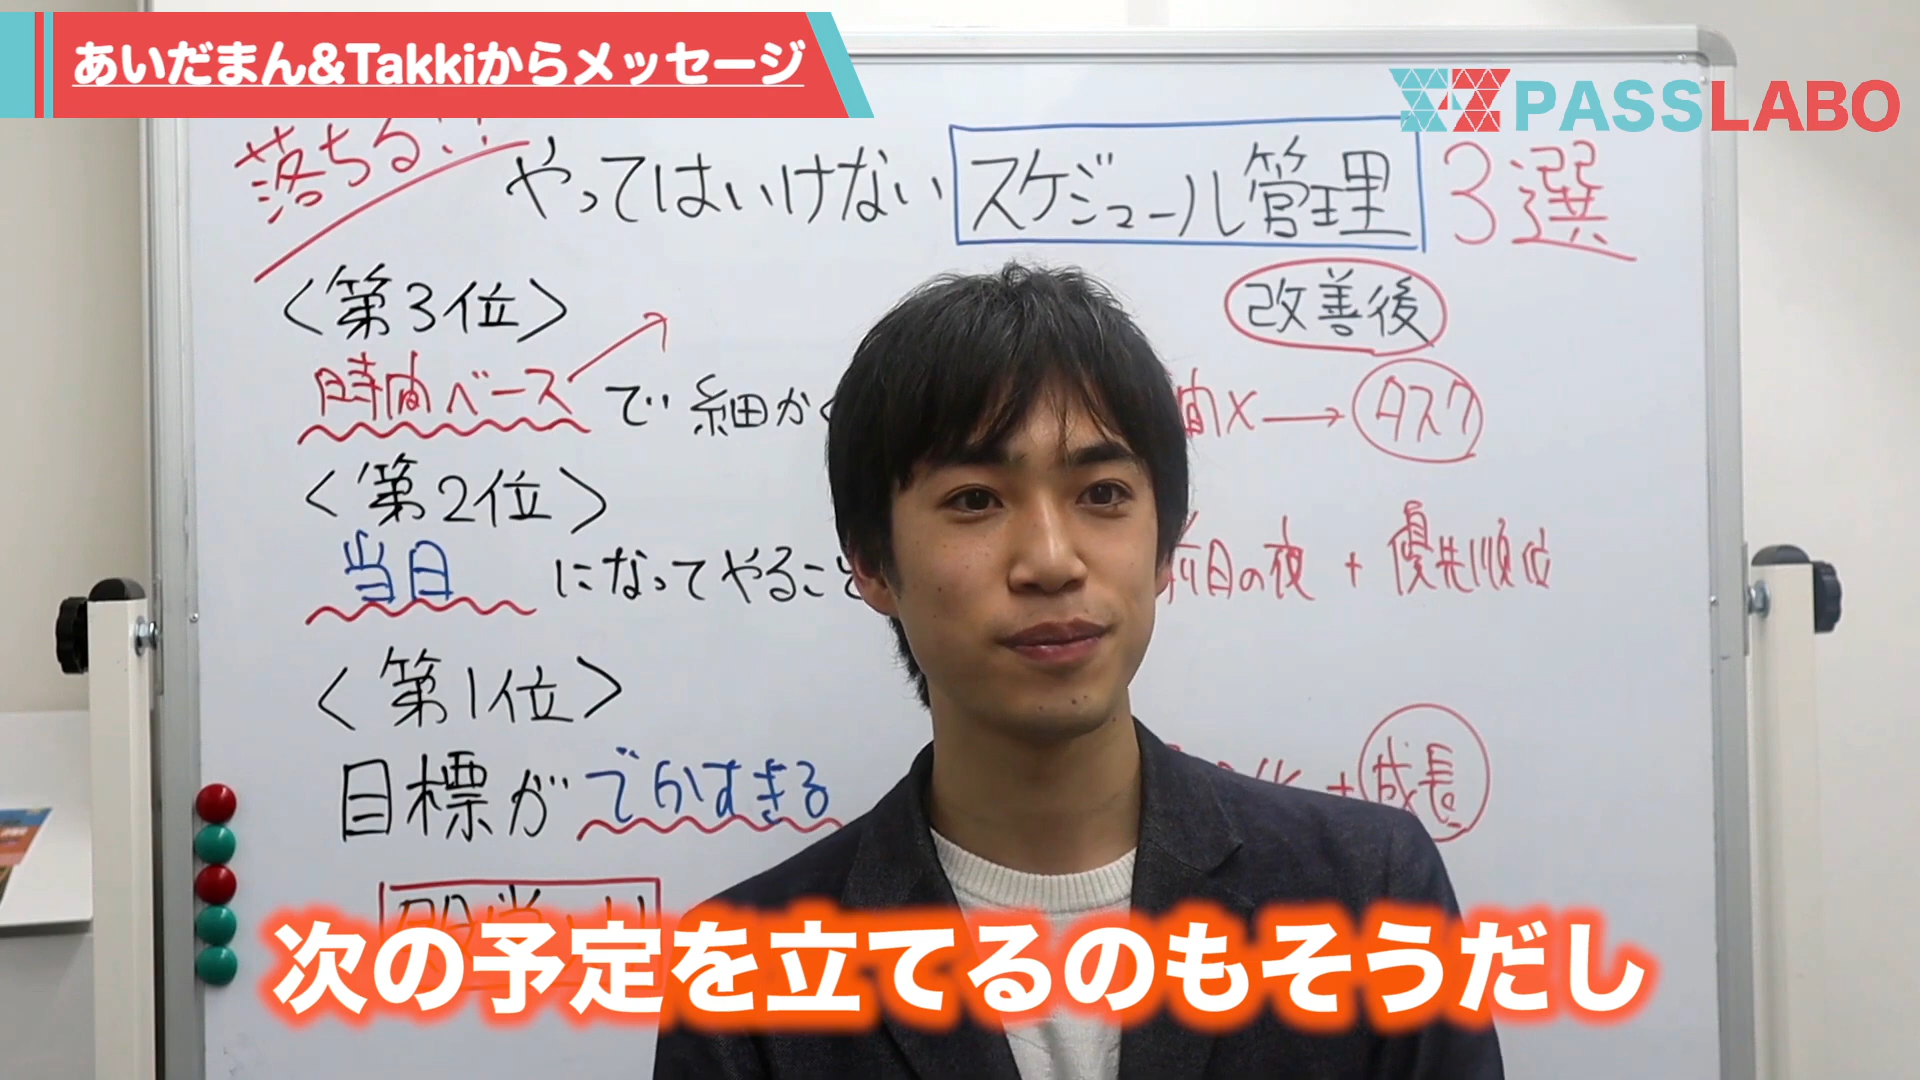 あいだまん&Takkiからメッセージ
PASSLABO
落ちる!!
やってはいけないスケジュール管理3選
<第3位>
改善後
時間ベースで細かく
間×→タスク
<第2位>
当日になってやること
前日の夜+優先順位
<第1位>
目標がでかすぎる
+成長
次の予定を立てるのもそうだし